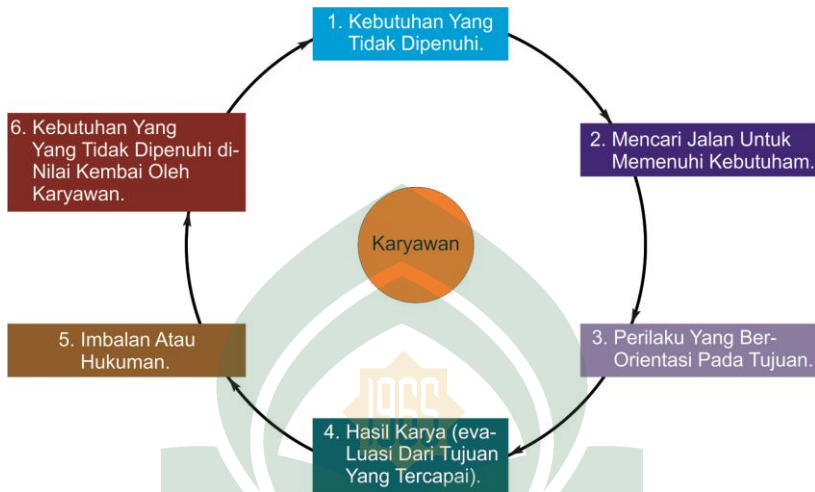 1. Kebutuhan Yang
Tidak Dipenuhi.
2. Mencari Jalan Untuk
Memenuhi Kebutuham.
3. Perilaku Yang Ber-
Orientasi Pada Tujuan.
4. Hasil Karya (eva-
Luasi Dari Tujuan
Yang Tercapai).
5. Imbalan Atau
Hukuman.
6. Kebutuhan Yang
Yang Tidak Dipenuhi di-
Nilai Kembai Oleh
Karyawan.
Karyawan
1965